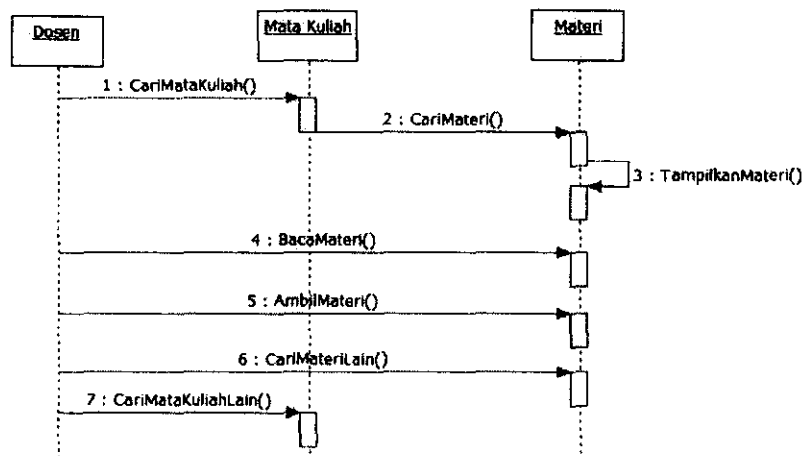 Dosen
Mata Kuliah
Materi
1 : CariMataKuliah()
2 : CariMateri()
3 : TampilkanMateri()
4 : BacaMateri()
5 : AmbilMateri()
6 : CariMateriLain()
7 : CariMataKuliahLain()